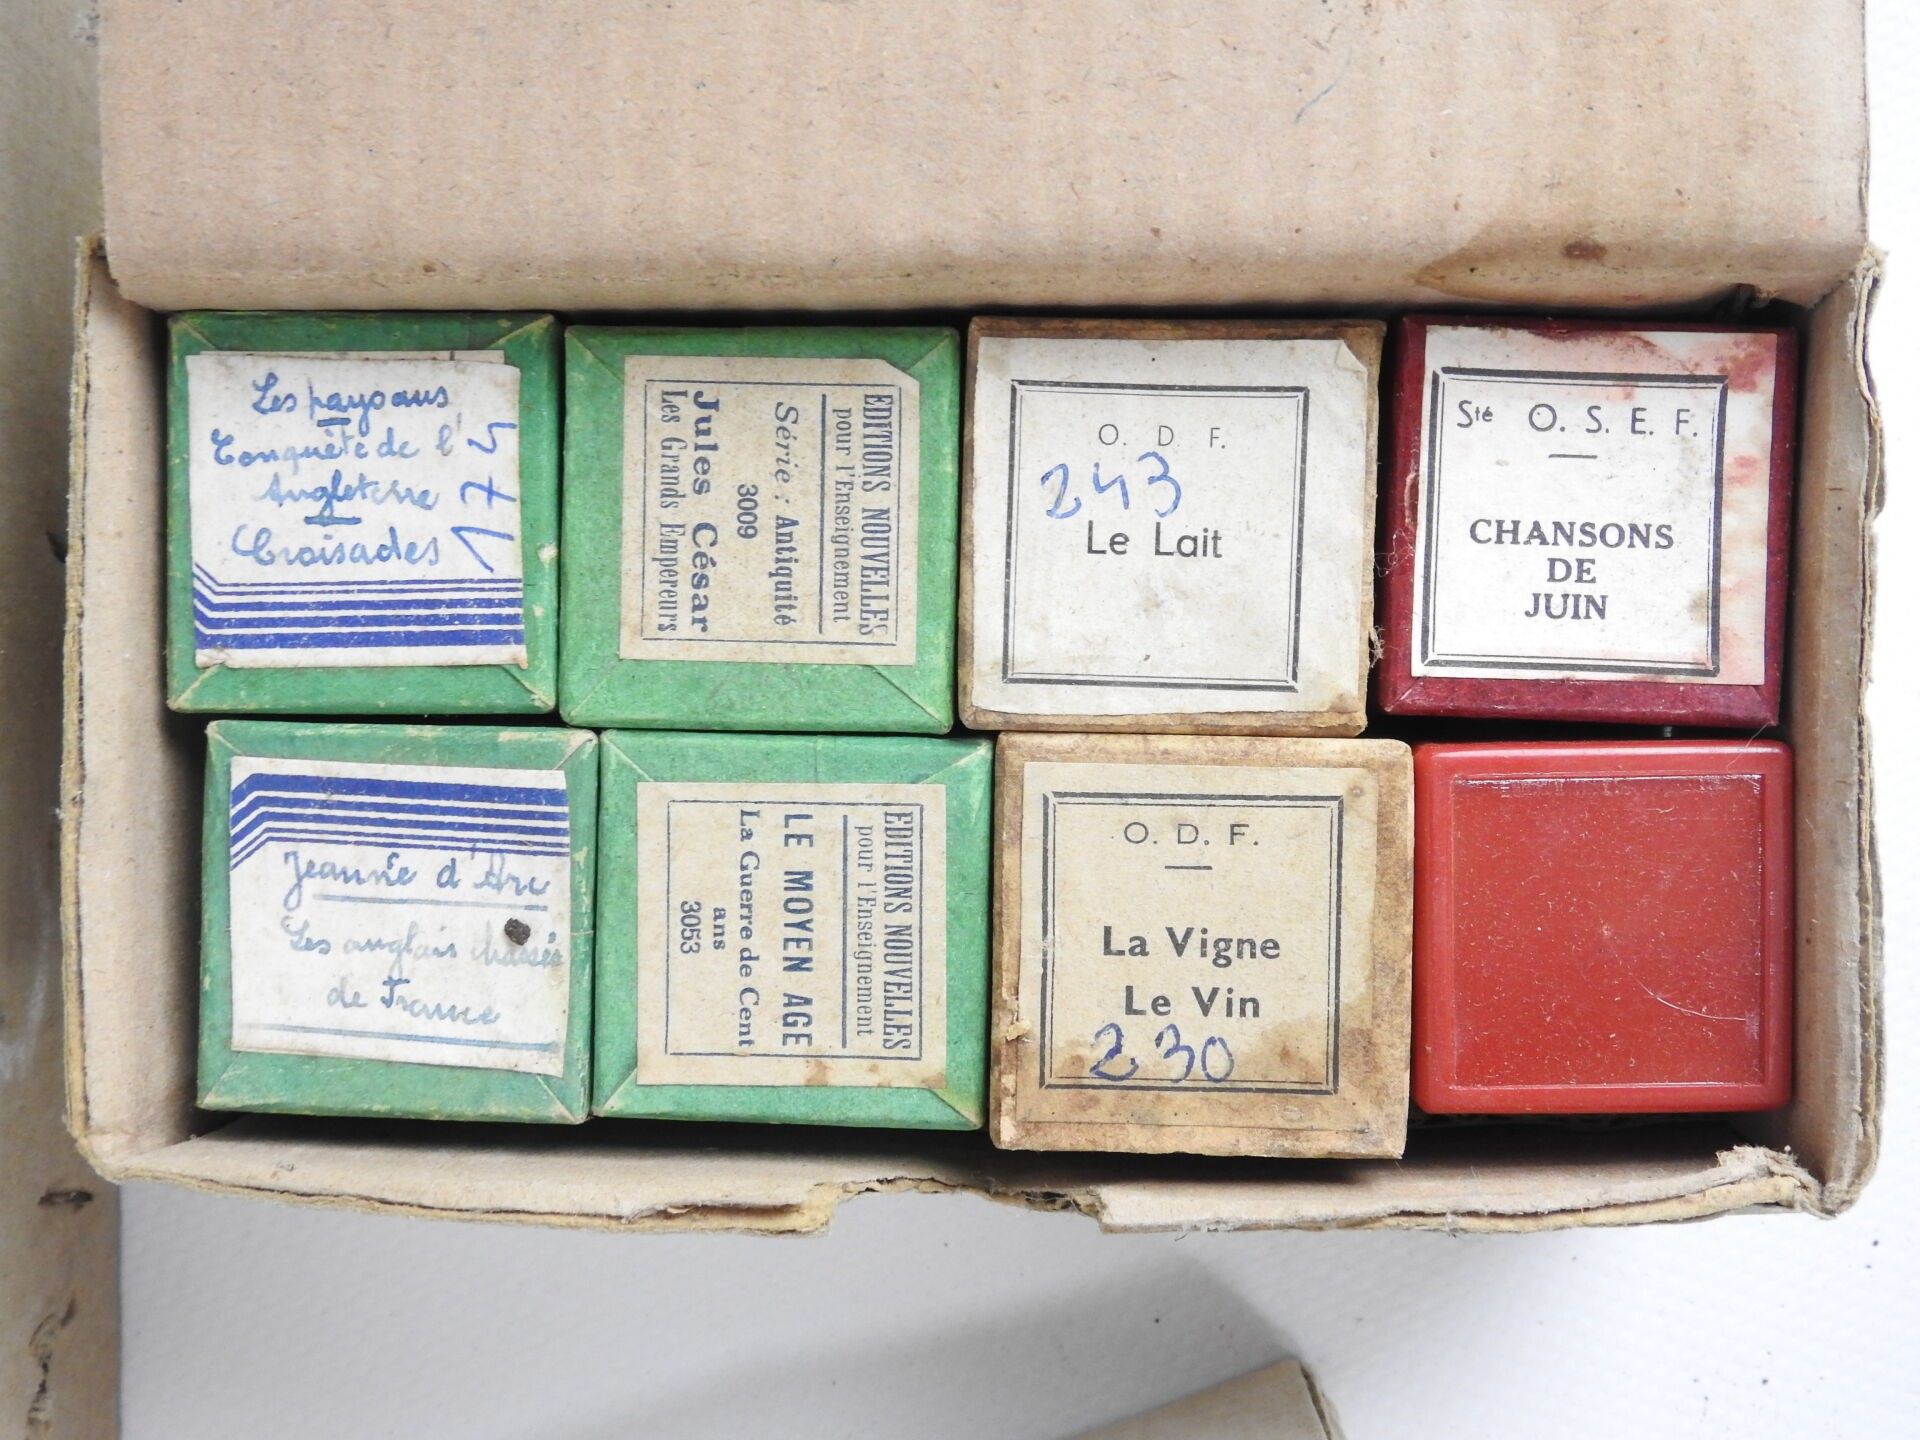 Les paysans
Conquête de l'
Angleterre
Croisades
174
EDITIONS NOUVELLES
pour l'Enseignement
Série : Antiquité
3009
Jules César
Les Grands Empereurs
O. D. F.
243
Le Lait
Sté O. S. E. F.
CHANSONS
DE
JUIN
Jeanne d'Arc
Les anglais chassés
de France
EDITIONS NOUVELLES
pour l'Enseignement
LE MOYEN AGE
La Guerre de Cent
ans
3053
O. D. F.
La Vigne
Le Vin
230